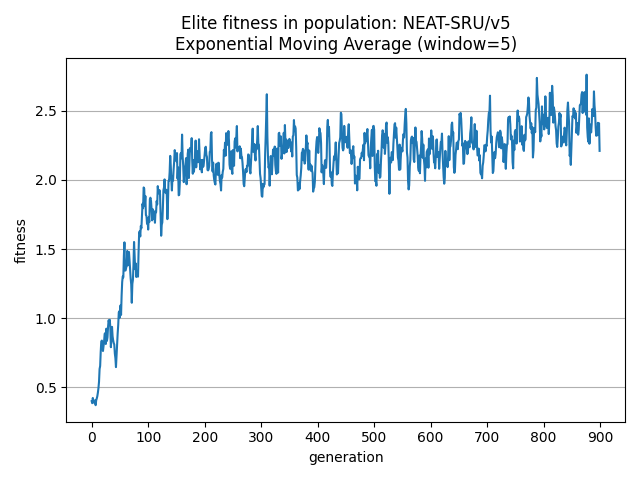 Elite fitness in population: NEAT-SRU/v5
Exponential Moving Average (window=5)
fitness
2.5
2.0
1.5
1.0
0.5
0 100 200 300 400 500 600 700 800 900
generation